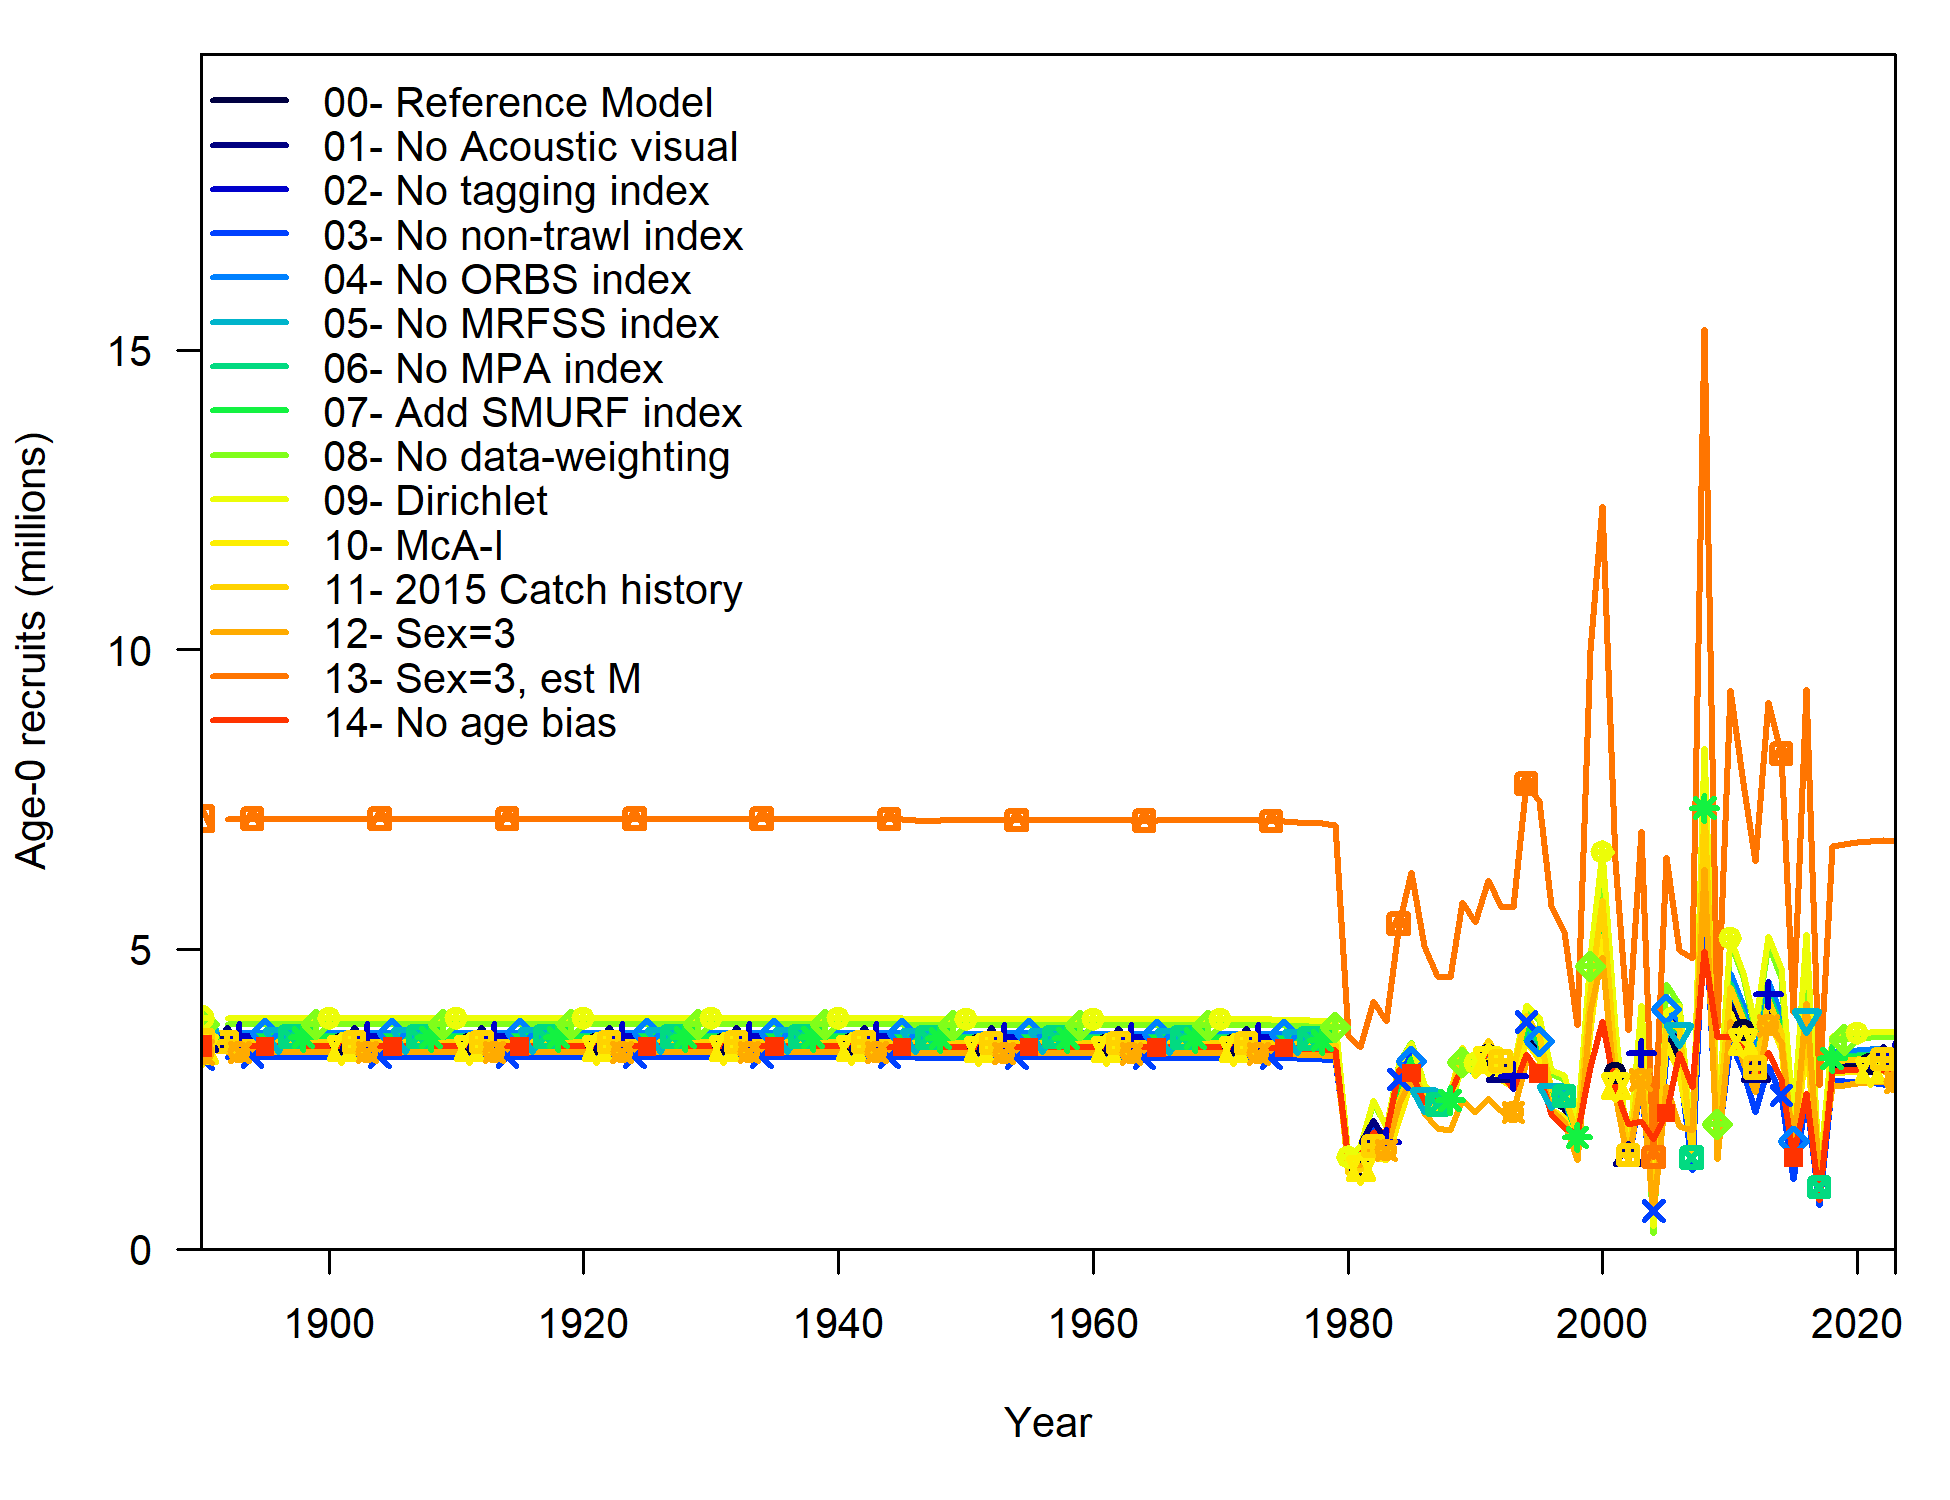 00- Reference Model
01- No Acoustic visual
02- No tagging index
03- No non-trawl index
04- No ORBS index
05- No MRFSS index
06- No MPA index
07- Add SMURF index
08- No data-weighting
09- Dirichlet
10- McA-I
11- 2015 Catch history
12- Sex=3
13- Sex=3, est M
14- No age bias
Age-0 recruits (millions)
15
10
5
0
1900 1920 1940 1960 1980 2000 2020
Year